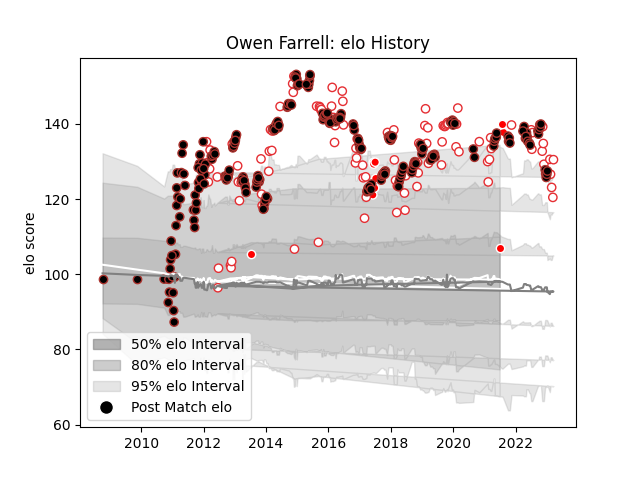 Owen Farrell: elo History
elo score
140
120
100
80
60
50% elo Interval
80% elo Interval
95% elo Interval
Post Match elo
2010 2012 2014 2016 2018 2020 2022